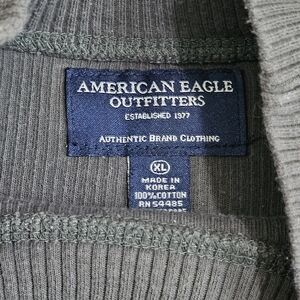 AMERICAN EAGLE
OUTFITTERS
ESTABLISHED 1977
AUTHENTIC BRAND CLOTHING
XL
MADE IN
KOREA
100%COTTON
RN 54485